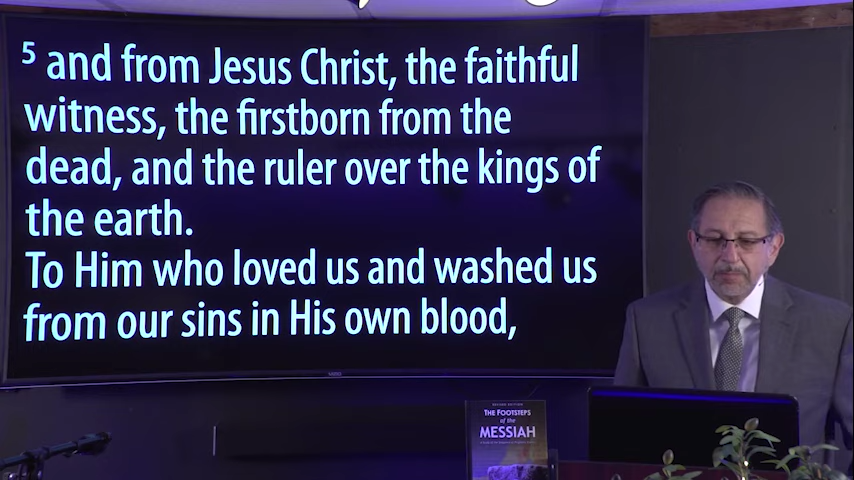 5 and from Jesus Christ, the faithful
witness, the firstborn from the
dead, and the ruler over the kings of
the earth.
To Him who loved us and washed us
from our sins in His own blood,
SECOND EDITION
THE FOOTSTEPS
of the
MESSIAH